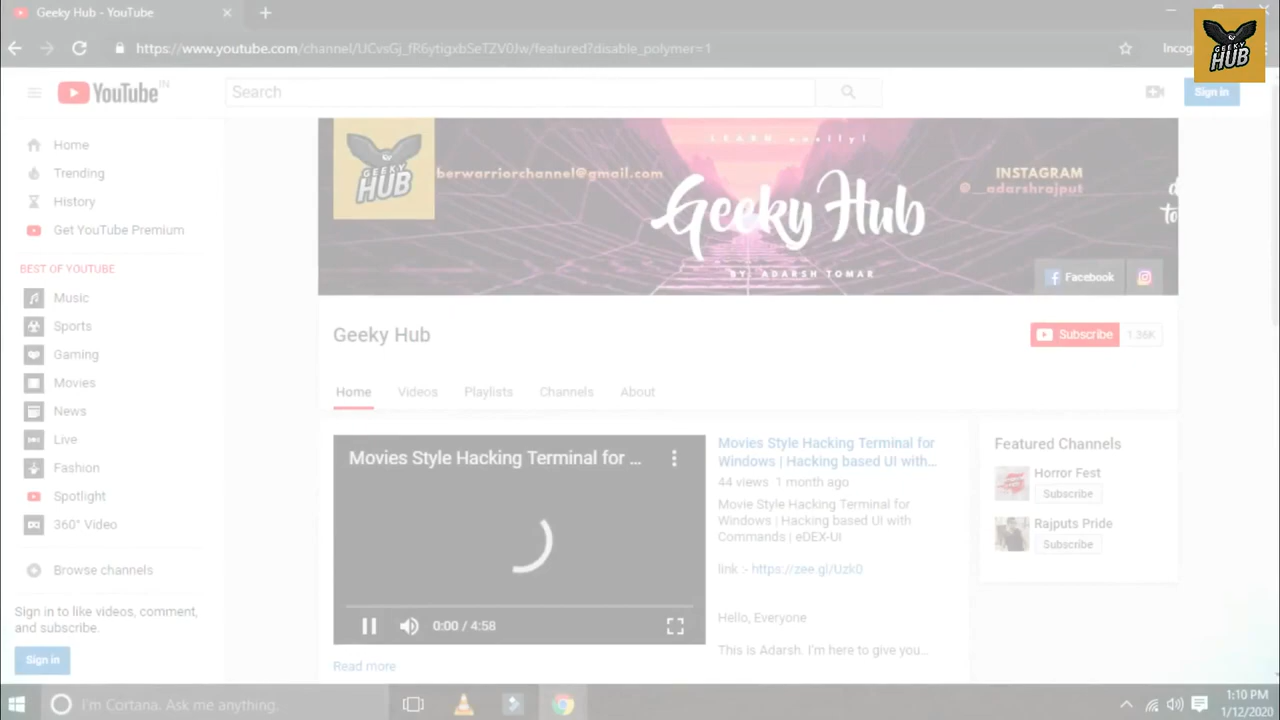 Geeky Hub - YouTube
https://www.youtube.com/channel/UCvsGj_fR6ytigxbSeTZV0Jw/featured?disable_polymer=1
GEEKY
HUB
YouTube IN
Search
Sign in
Home
Trending
History
Get YouTube Premium
BEST OF YOUTUBE
Music
Sports
Gaming
Movies
News
Live
Fashion
Spotlight
360° Video
Browse channels
Sign in to like videos, comment,
and subscribe.
Sign in
GEEKY
HUB
berwarriorchannel@gmail.com
LEARN, easily!
Geeky Hub
BY: ADARSH TOMAR
INSTAGRAM
@__adarshrajput
Facebook
Geeky Hub
Subscribe 1.36K
Home Videos Playlists Channels About
Movies Style Hacking Terminal for ...
0:00 / 4:58
Read more
Movies Style Hacking Terminal for
Windows | Hacking based UI with...
44 views 1 month ago
Movie Style Hacking Terminal for
Windows | Hacking based UI with
Commands | eDEX-UI
link :- https://zee.gl/Uzk0
Hello, Everyone
This is Adarsh. I'm here to give you...
Featured Channels
Horror Fest
Subscribe
Rajputs Pride
Subscribe
I'm Cortana. Ask me anything.
1:10 PM
1/12/2020